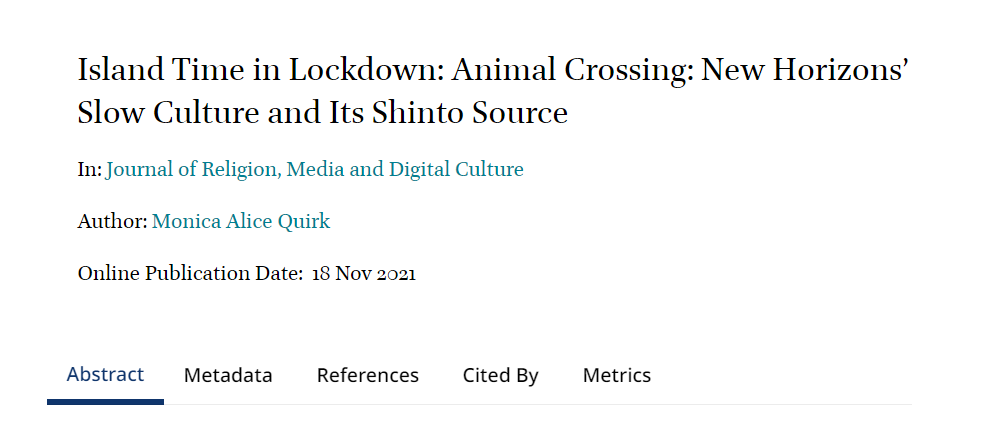 Island Time in Lockdown: Animal Crossing: New Horizons’
Slow Culture and Its Shinto Source
In: Journal of Religion, Media and Digital Culture
Author: Monica Alice Quirk
Online Publication Date: 18 Nov 2021
Abstract Metadata References Cited By Metrics